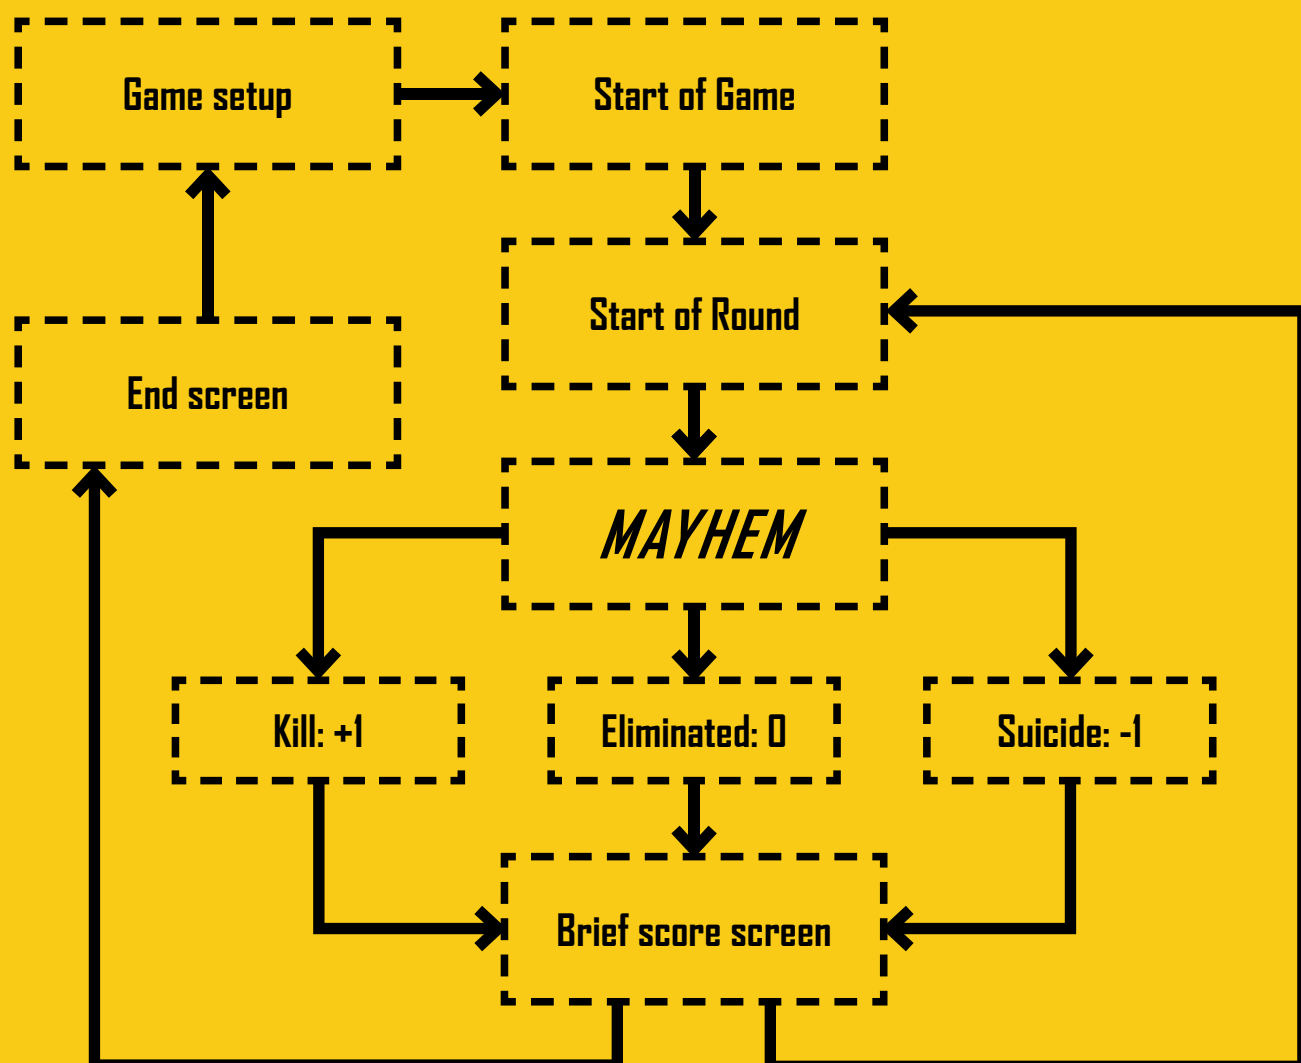 Game setup
Start of Game
Start of Round
End screen
MAYHEM
Kill: +1
Eliminated: 0
Suicide: -1
Brief score screen